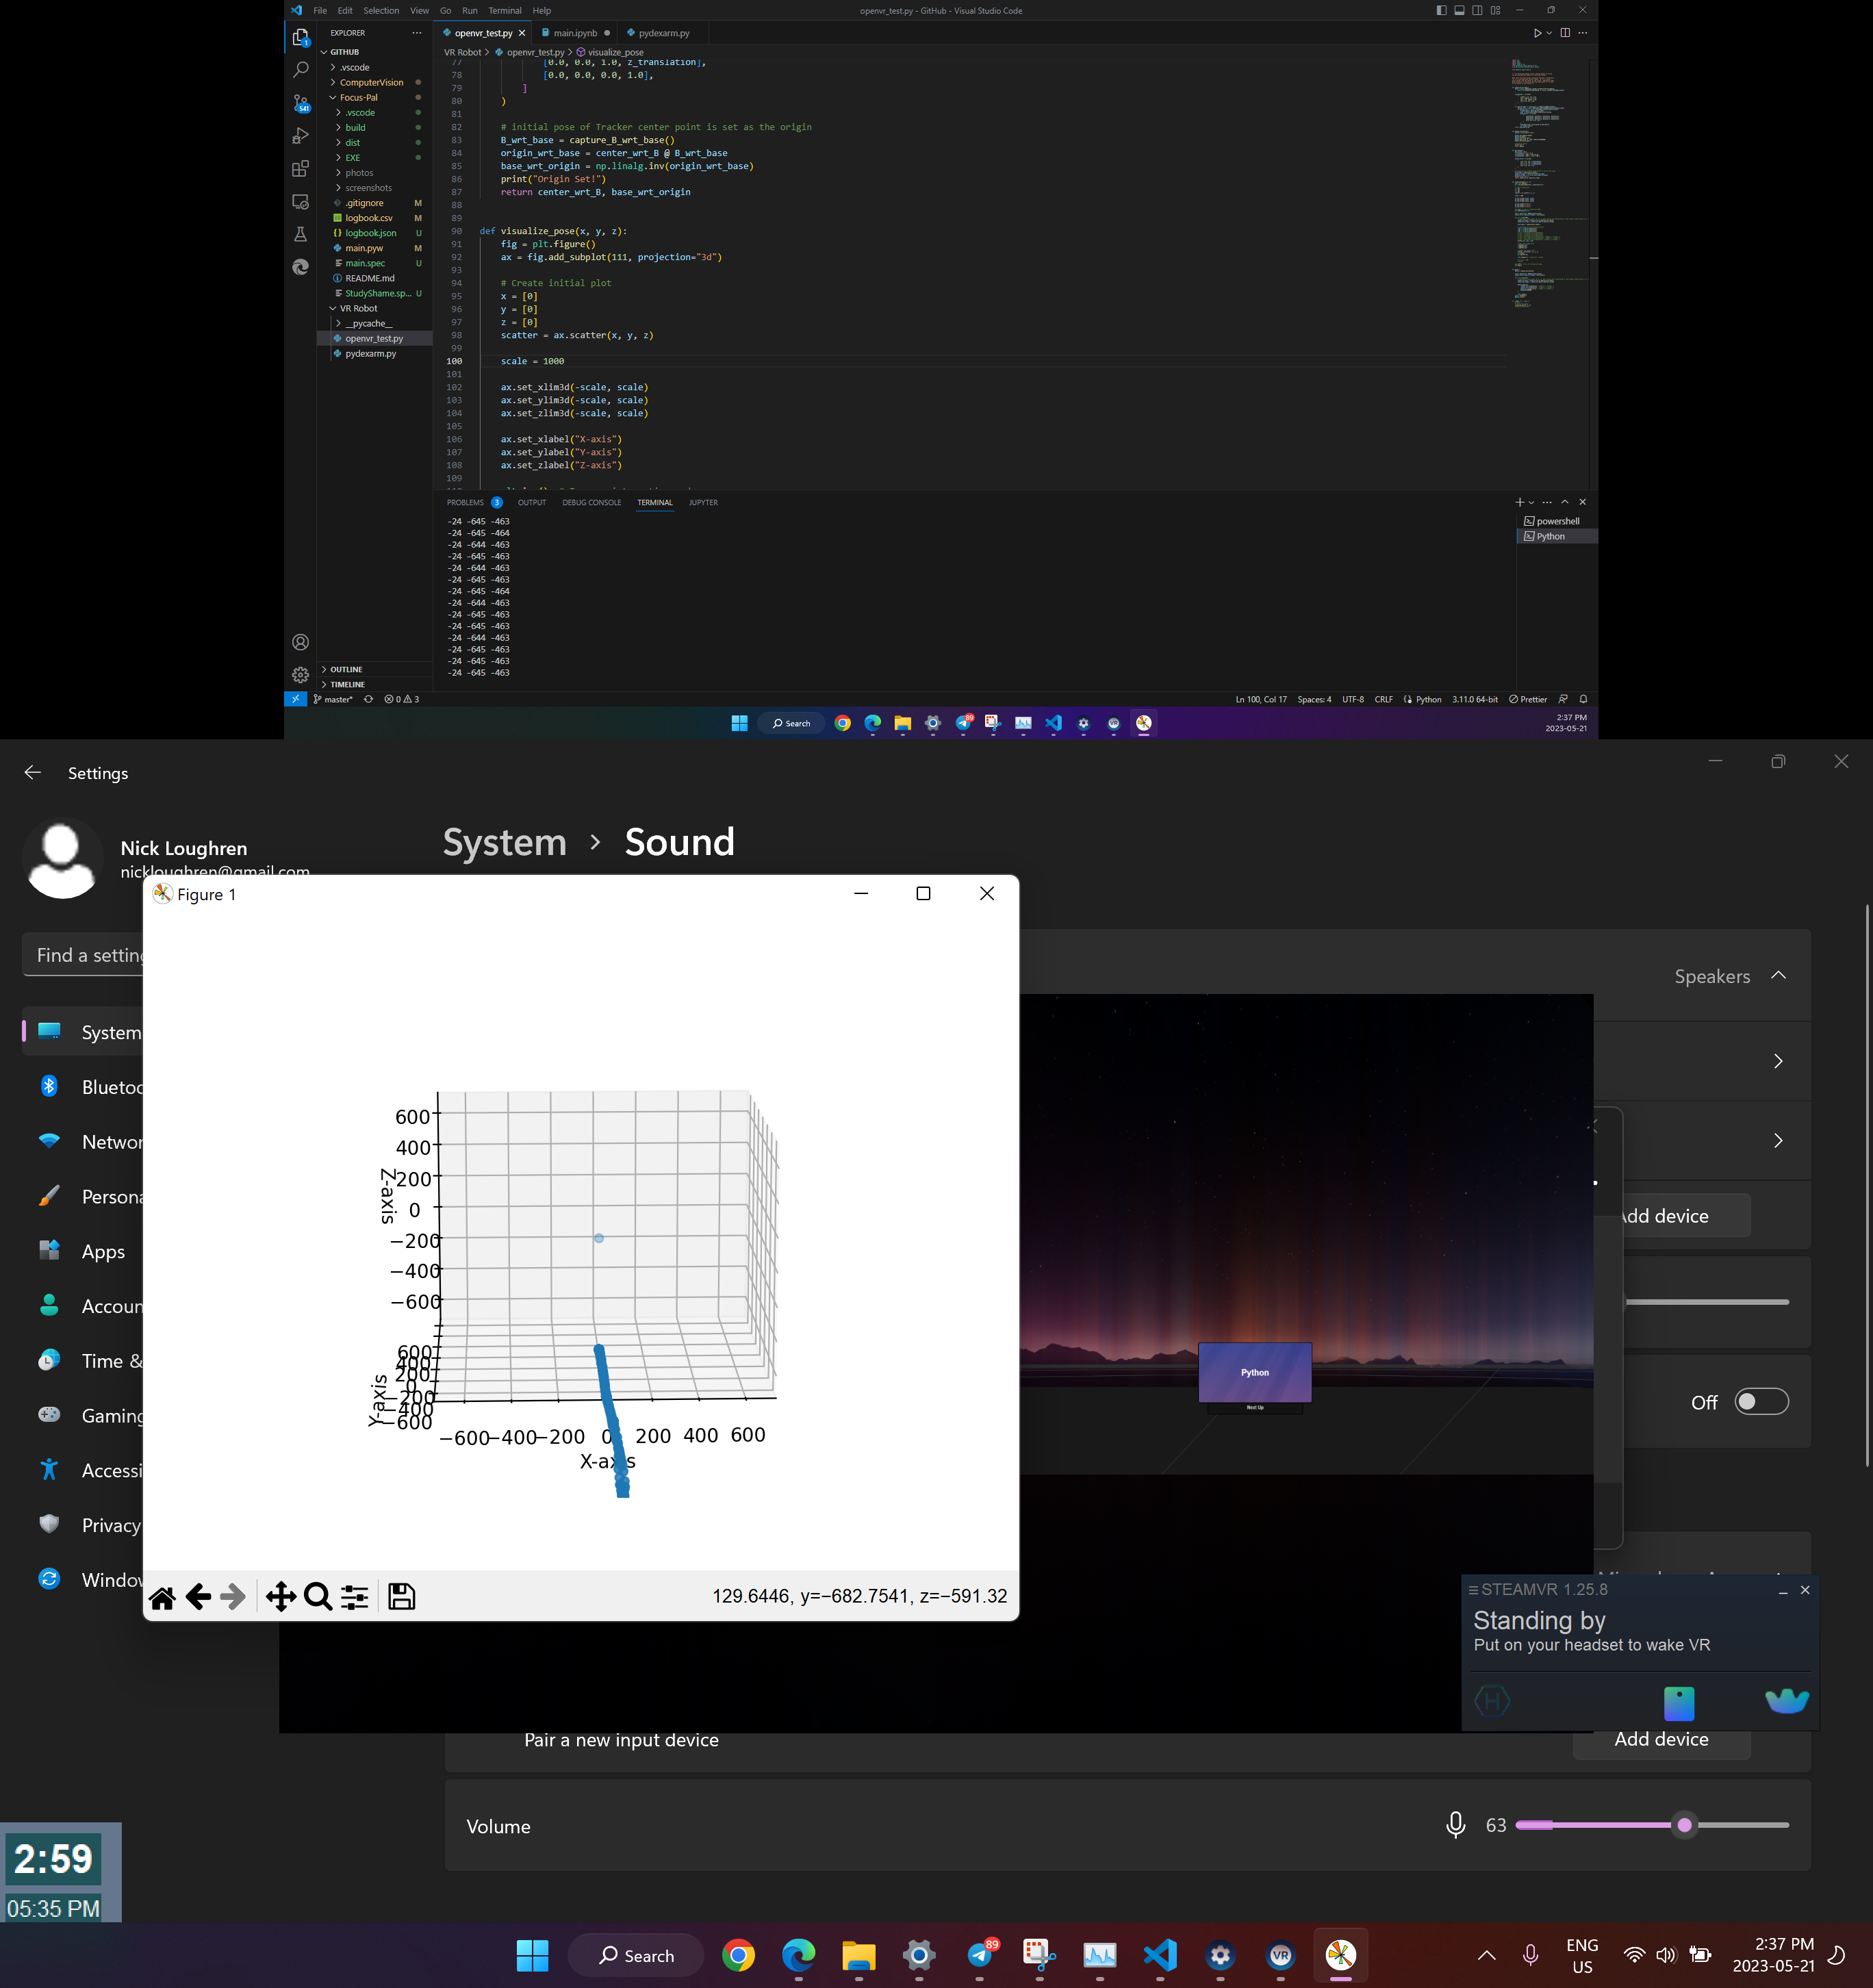 File Edit Selection View Go Run Terminal Help
openvr_test.py - GitHub - Visual Studio Code
EXPLORER
GITHUB
.vscode
ComputerVision
Focus-Pal
.vscode
build
dist
EXE
photos
screenshots
.gitignore M
logbook.csv M
logbook.json U
main.pyw M
main.spec U
README.md
StudyShame.sp... U
VR Robot
__pycache__
openvr_test.py
pydexarm.py
OUTLINE
TIMELINE
1
541
openvr_test.py main.ipynb pydexarm.py
VR Robot > openvr_test.py > visualize_pose
77 [0.0, 0.0, 1.0, z_translation],
78 [0.0, 0.0, 0.0, 1.0],
79 ]
80 )
81
82 # initial pose of Tracker center point is set as the origin
83 B_wrt_base = capture_B_wrt_base()
84 origin_wrt_base = center_wrt_B @ B_wrt_base
85 base_wrt_origin = np.linalg.inv(origin_wrt_base)
86 print("Origin Set!")
87 return center_wrt_B, base_wrt_origin
88
89
90 def visualize_pose(x, y, z):
91 fig = plt.figure()
92 ax = fig.add_subplot(111, projection="3d")
93
94 # Create initial plot
95 x = [0]
96 y = [0]
97 z = [0]
98 scatter = ax.scatter(x, y, z)
99
100 scale = 1000
101
102 ax.set_xlim3d(-scale, scale)
103 ax.set_ylim3d(-scale, scale)
104 ax.set_zlim3d(-scale, scale)
105
106 ax.set_xlabel("X-axis")
107 ax.set_ylabel("Y-axis")
108 ax.set_zlabel("Z-axis")
109
PROBLEMS 3 OUTPUT DEBUG CONSOLE TERMINAL JUPYTER
-24 -645 -463
-24 -645 -464
-24 -644 -463
-24 -645 -463
-24 -644 -463
-24 -645 -463
-24 -645 -464
-24 -644 -463
-24 -645 -463
-24 -645 -463
-24 -644 -463
-24 -645 -463
-24 -645 -463
-24 -645 -463
powershell
Python
master* 0 3
Ln 100, Col 17 Spaces: 4 UTF-8 CRLF Python 3.11.0 64-bit Prettier
Search
89
2:37 PM
2023-05-21
Settings
Nick Loughren
nickloughren@gmail.com
System > Sound
Find a setting
System
Bluetoo
Networ
Persona
Apps
Accoun
Time &
Gaming
Accessi
Privacy
Window
Figure 1
600
400
200
0
−200
−400
−600
Z-axis
600
400
200
0
−200
−400
−600
Y-axis
−600 −400 −200 0 200 400 600
X-axis
129.6446, y=−682.7541, z=−591.32
Speakers
Add device
Off
Python
Next Up
STEAMVR 1.25.8
Standing by
Put on your headset to wake VR
Pair a new input device
Add device
Volume
63
2:59
05:35 PM
Search
89
VR
ENG
US
2:37 PM
2023-05-21